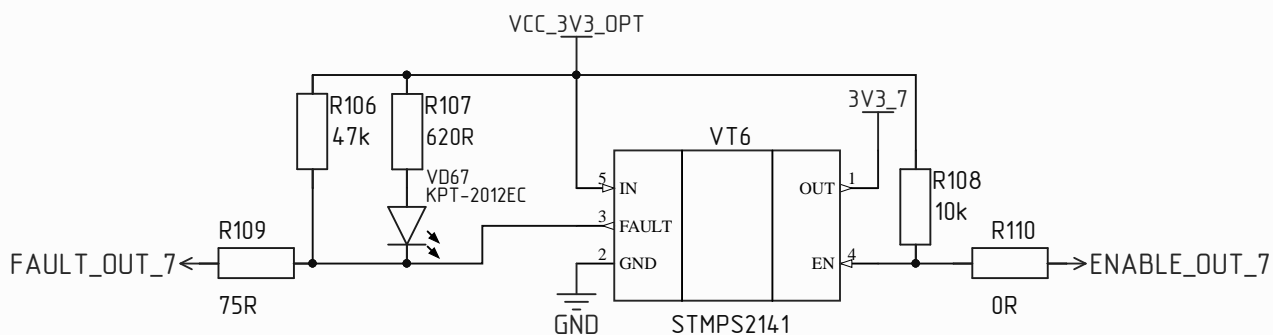 VCC_3V3_OPT
R106
47k
R107
620R
3V3_7
VT6
VD67
KPT-2012EC
5
IN
OUT
1
R108
10k
3
FAULT
R109
R110
FAULT_OUT_7
2
GND
EN
4
ENABLE_OUT_7
75R
GND
STMPS2141
0R